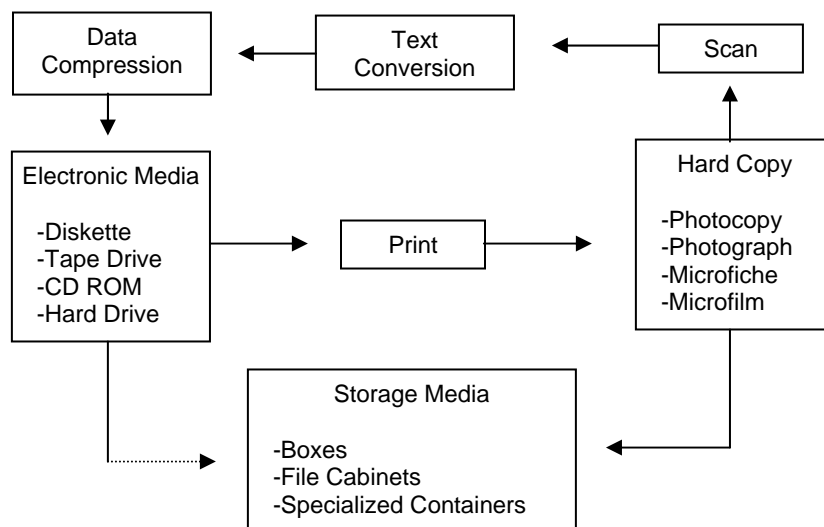 Data
Compression
Text
Conversion
Scan
Electronic Media
-Diskette
-Tape Drive
-CD ROM
-Hard Drive
Print
Hard Copy
-Photocopy
-Photograph
-Microfiche
-Microfilm
Storage Media
-Boxes
-File Cabinets
-Specialized Containers